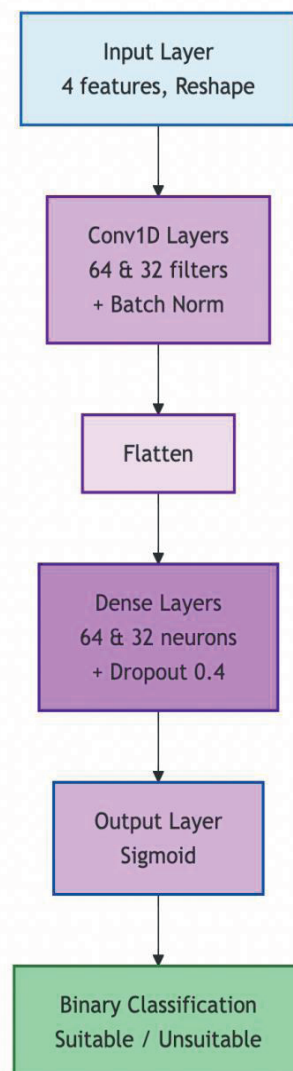 Input Layer
4 features, Reshape
Conv1D Layers
64 & 32 filters
+ Batch Norm
Flatten
Dense Layers
64 & 32 neurons
+ Dropout 0.4
Output Layer
Sigmoid
Binary Classification
Suitable / Unsuitable